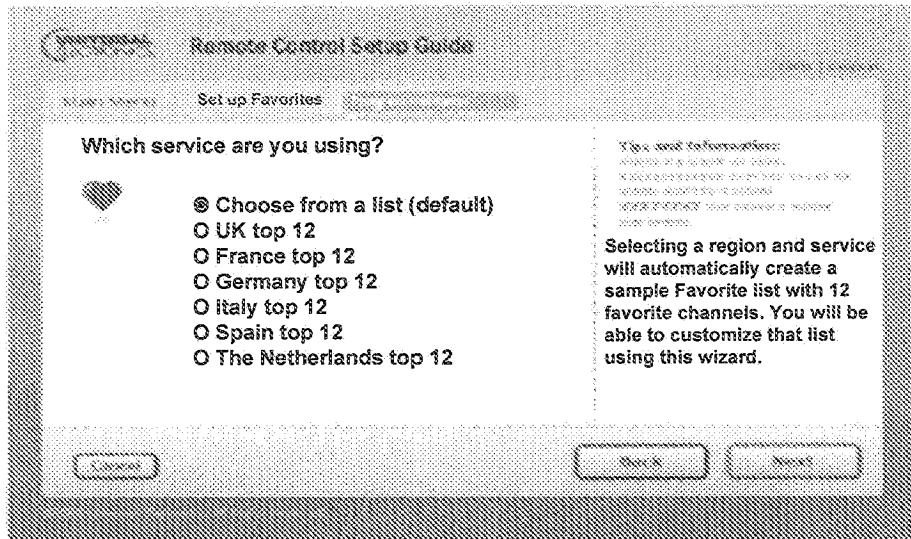 Remote Control Setup Guide
Set up Favorites
Which service are you using?
Choose from a list (default)
O UK top 12
O France top 12
O Germany top 12
O Italy top 12
O Spain top 12
O The Netherlands top 12
Tips and Information:
Selecting a region and service
will automatically create a
sample Favorite list with 12
favorite channels. You will be
able to customize that list
using this wizard.
Cancel
Back
Next